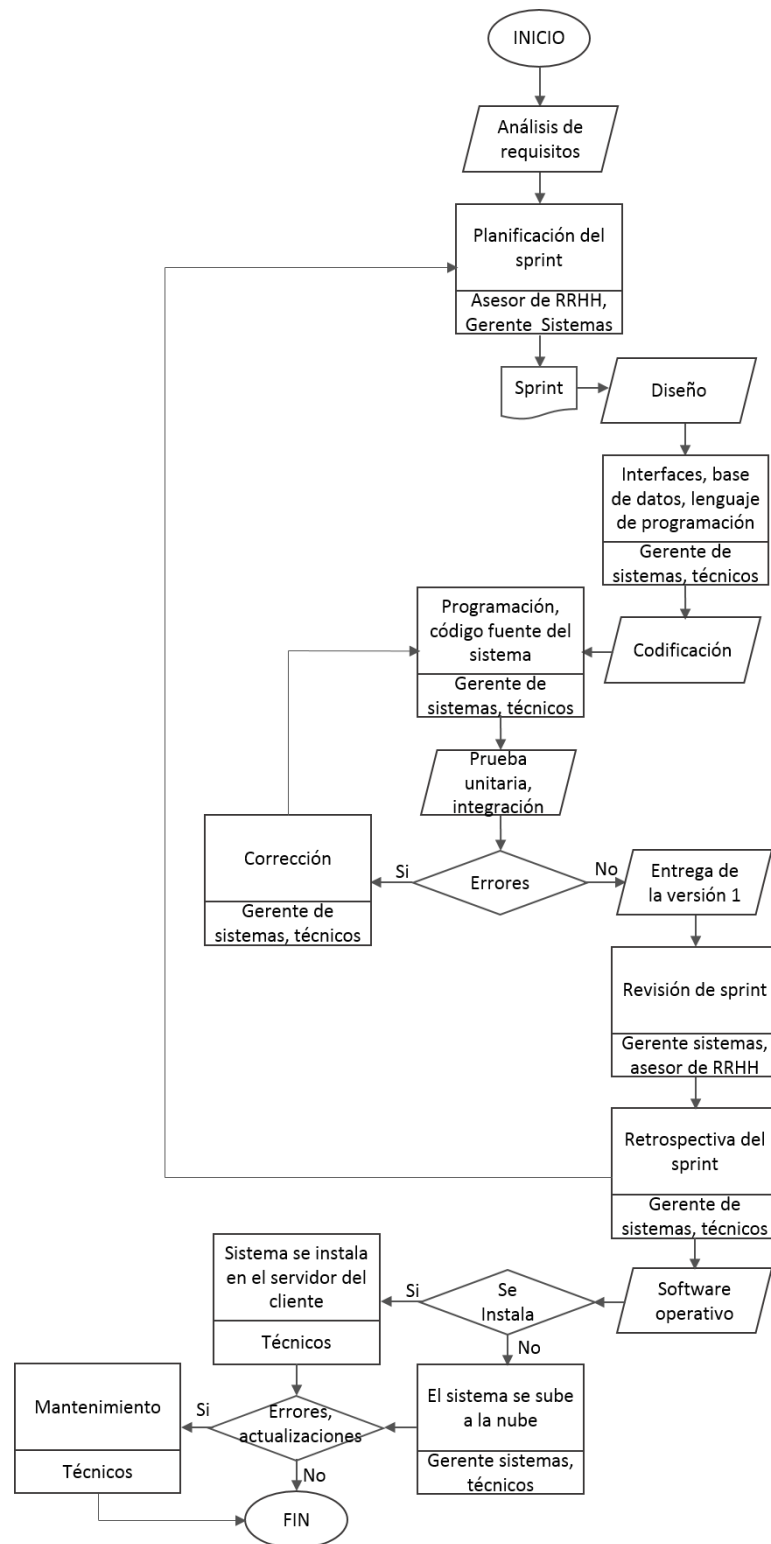 INICIO
Análisis de
requisitos
Planificación del
sprint
Asesor de RRHH,
Gerente Sistemas
Sprint
Diseño
Interfaces, base
de datos, lenguaje
de programación
Gerente de
sistemas, técnicos
Codificación
Programación,
código fuente del
sistema
Gerente de
sistemas, técnicos
Prueba
unitaria,
integración
Errores
Si
Corrección
Gerente de
sistemas, técnicos
No
Entrega de
la versión 1
Revisión de sprint
Gerente sistemas,
asesor de RRHH
Retrospectiva del
sprint
Gerente de
sistemas, técnicos
Software
operativo
Se
Instala
Si
Sistema se instala
en el servidor del
cliente
Técnicos
No
El sistema se sube
a la nube
Gerente sistemas,
técnicos
Errores,
actualizaciones
Si
Mantenimiento
Técnicos
No
FIN